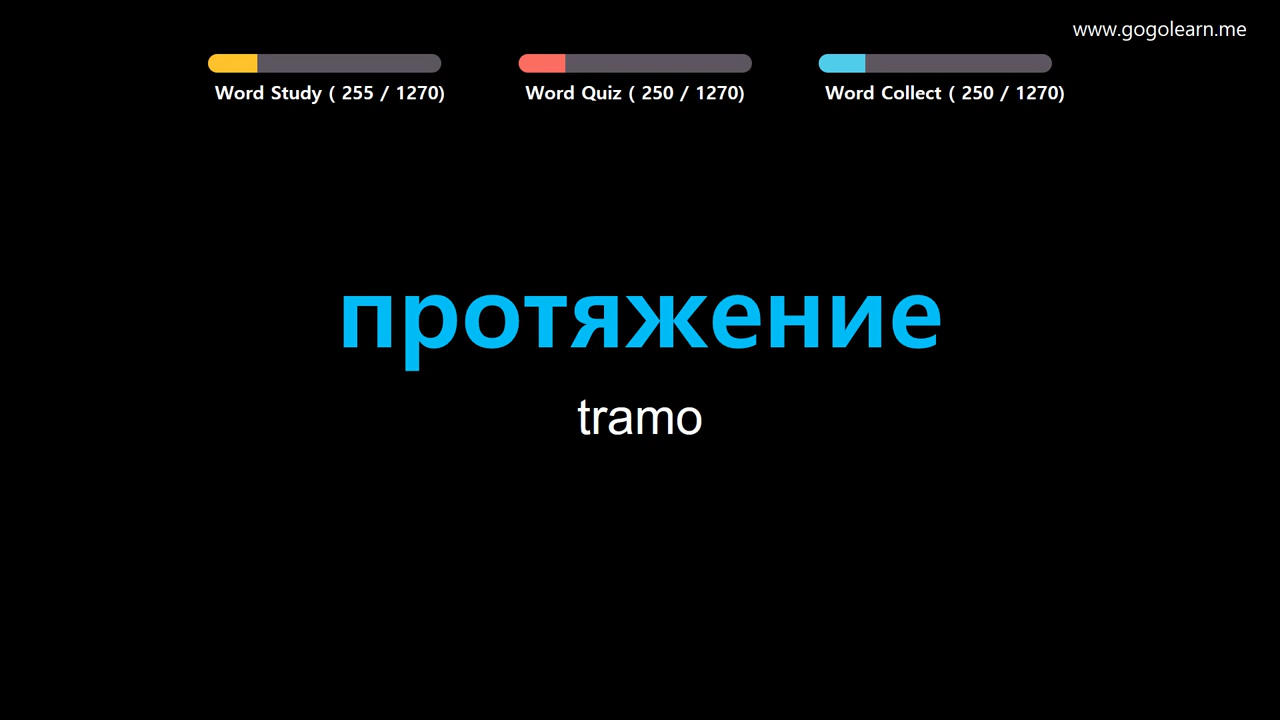 www.gogolearn.me
Word Study ( 255 / 1270)
Word Quiz ( 250 / 1270)
Word Collect ( 250 / 1270)
протяжение
tramo